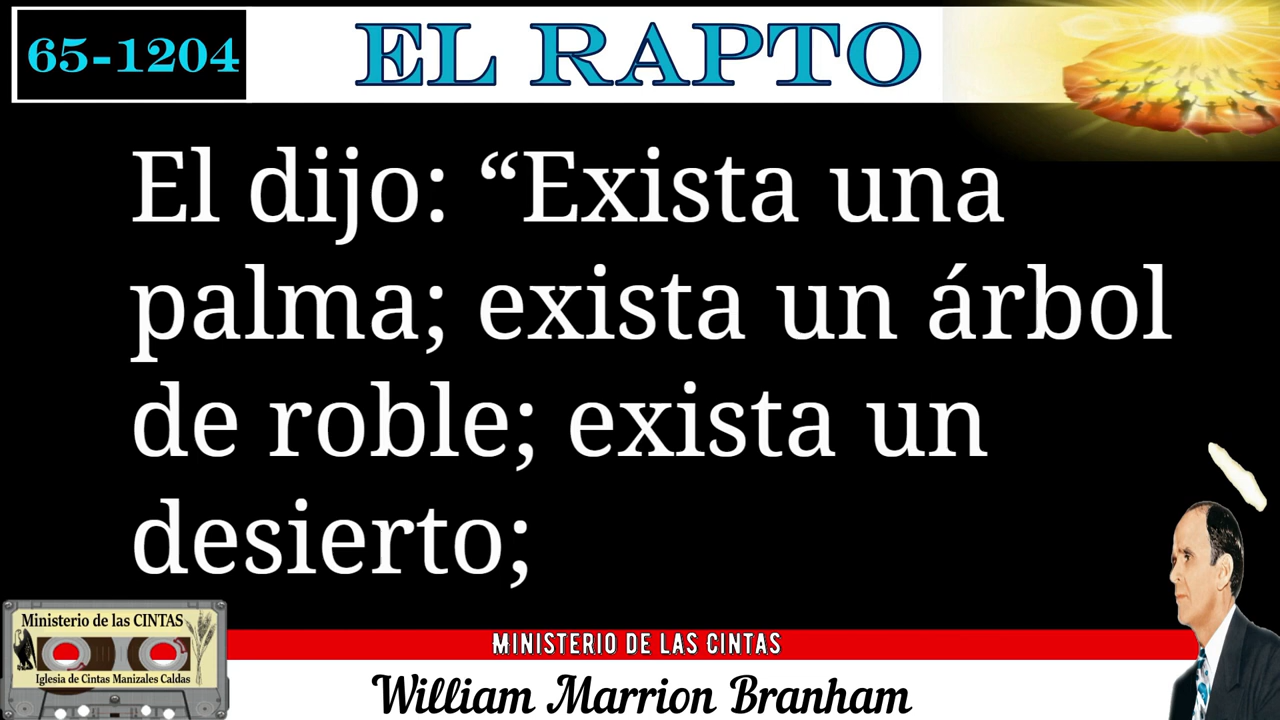 65-1204
EL RAPTO
El dijo: “Exista una
palma; exista un árbol
de roble; exista un
desierto;
Ministerio de las CINTAS
Iglesia de Cintas Manizales Caldas
MINISTERIO DE LAS CINTAS
William Marrion Branham